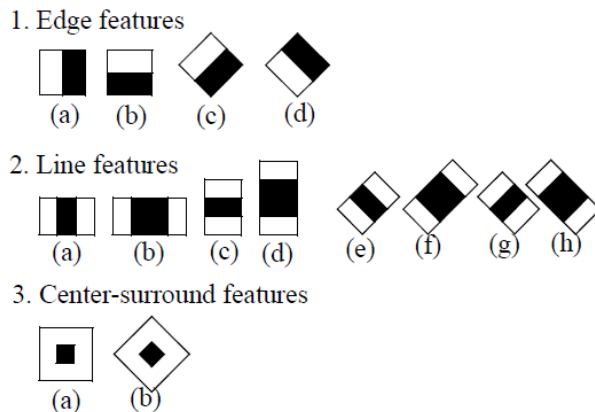 1. Edge features
(a) (b) (c) (d)
2. Line features
(a) (b) (c) (d) (e) (f) (g) (h)
3. Center-surround features
(a) (b)